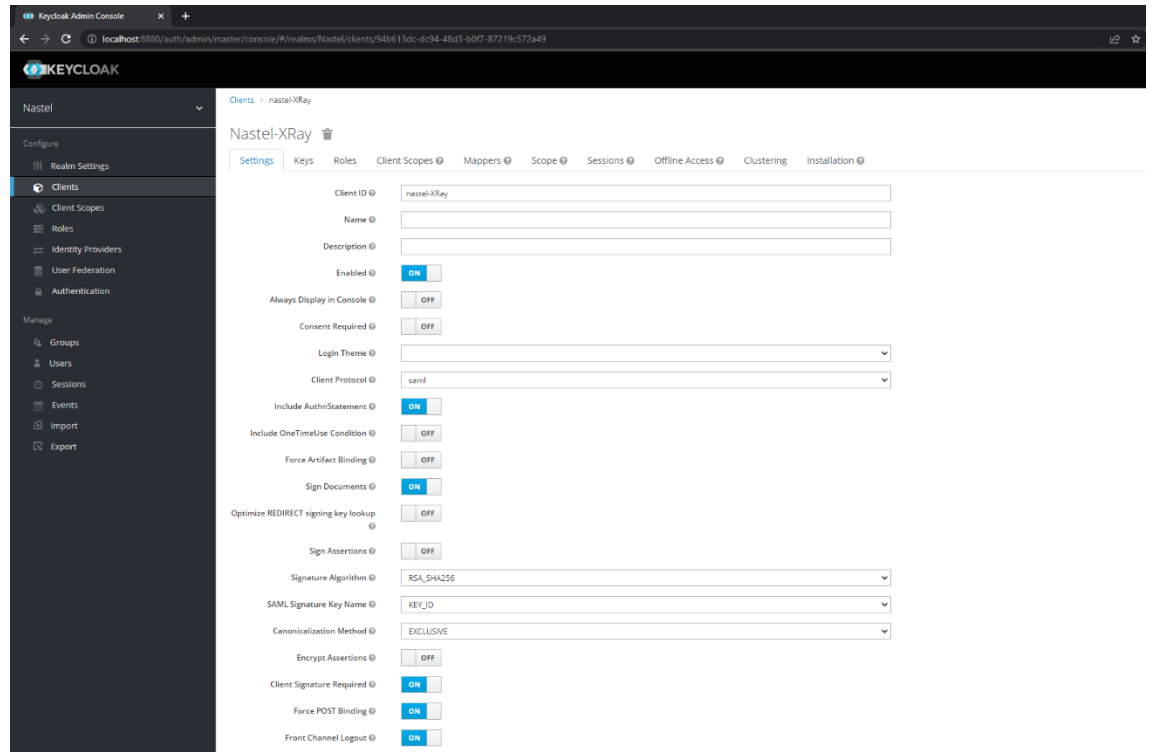 Keycloak Admin Console
localhost:8880/auth/admin/master/console/#/realms/Nastel/clients/94b613dc-dc94-48d3-b0f7-87219c572a49
KEYCLOAK
Nastel
Configure
Realm Settings
Clients
Client Scopes
Roles
Identity Providers
User Federation
Authentication
Manage
Groups
Users
Sessions
Events
Import
Export
Clients > nastel-XRay
Nastel-XRay
Settings Keys Roles Client Scopes Mappers Scope Sessions Offline Access Clustering Installation
Client ID nastel-XRay
Name
Description
Enabled ON
Always Display in Console OFF
Consent Required OFF
Login Theme
Client Protocol saml
Include AuthnStatement ON
Include OneTimeUse Condition OFF
Force Artifact Binding OFF
Sign Documents ON
Optimize REDIRECT signing key lookup OFF
Sign Assertions OFF
Signature Algorithm RSA_SHA256
SAML Signature Key Name KEY_ID
Canonicalization Method EXCLUSIVE
Encrypt Assertions OFF
Client Signature Required ON
Force POST Binding ON
Front Channel Logout ON